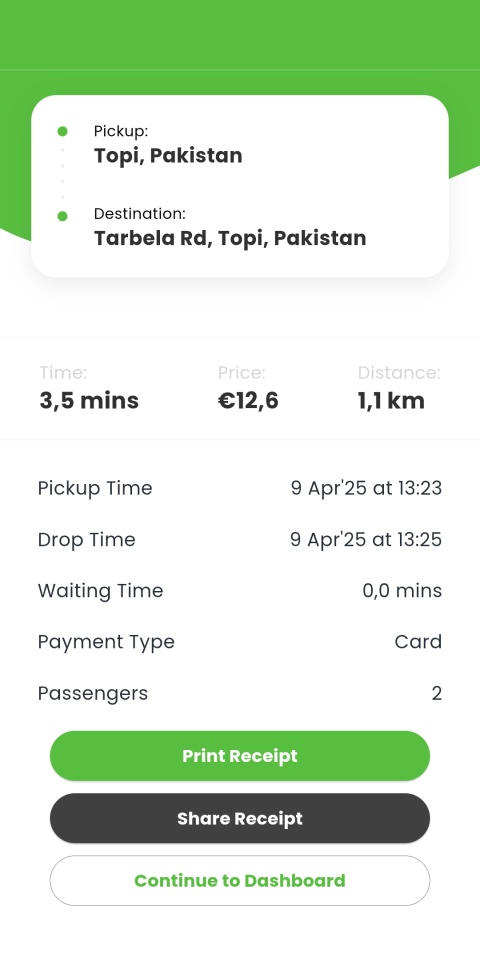 Pickup:
Topi, Pakistan
Destination:
Tarbela Rd, Topi, Pakistan
Time: Price: Distance:
3,5 mins €12,6 1,1 km
Pickup Time 9 Apr'25 at 13:23
Drop Time 9 Apr'25 at 13:25
Waiting Time 0,0 mins
Payment Type Card
Passengers 2
Print Receipt
Share Receipt
Continue to Dashboard